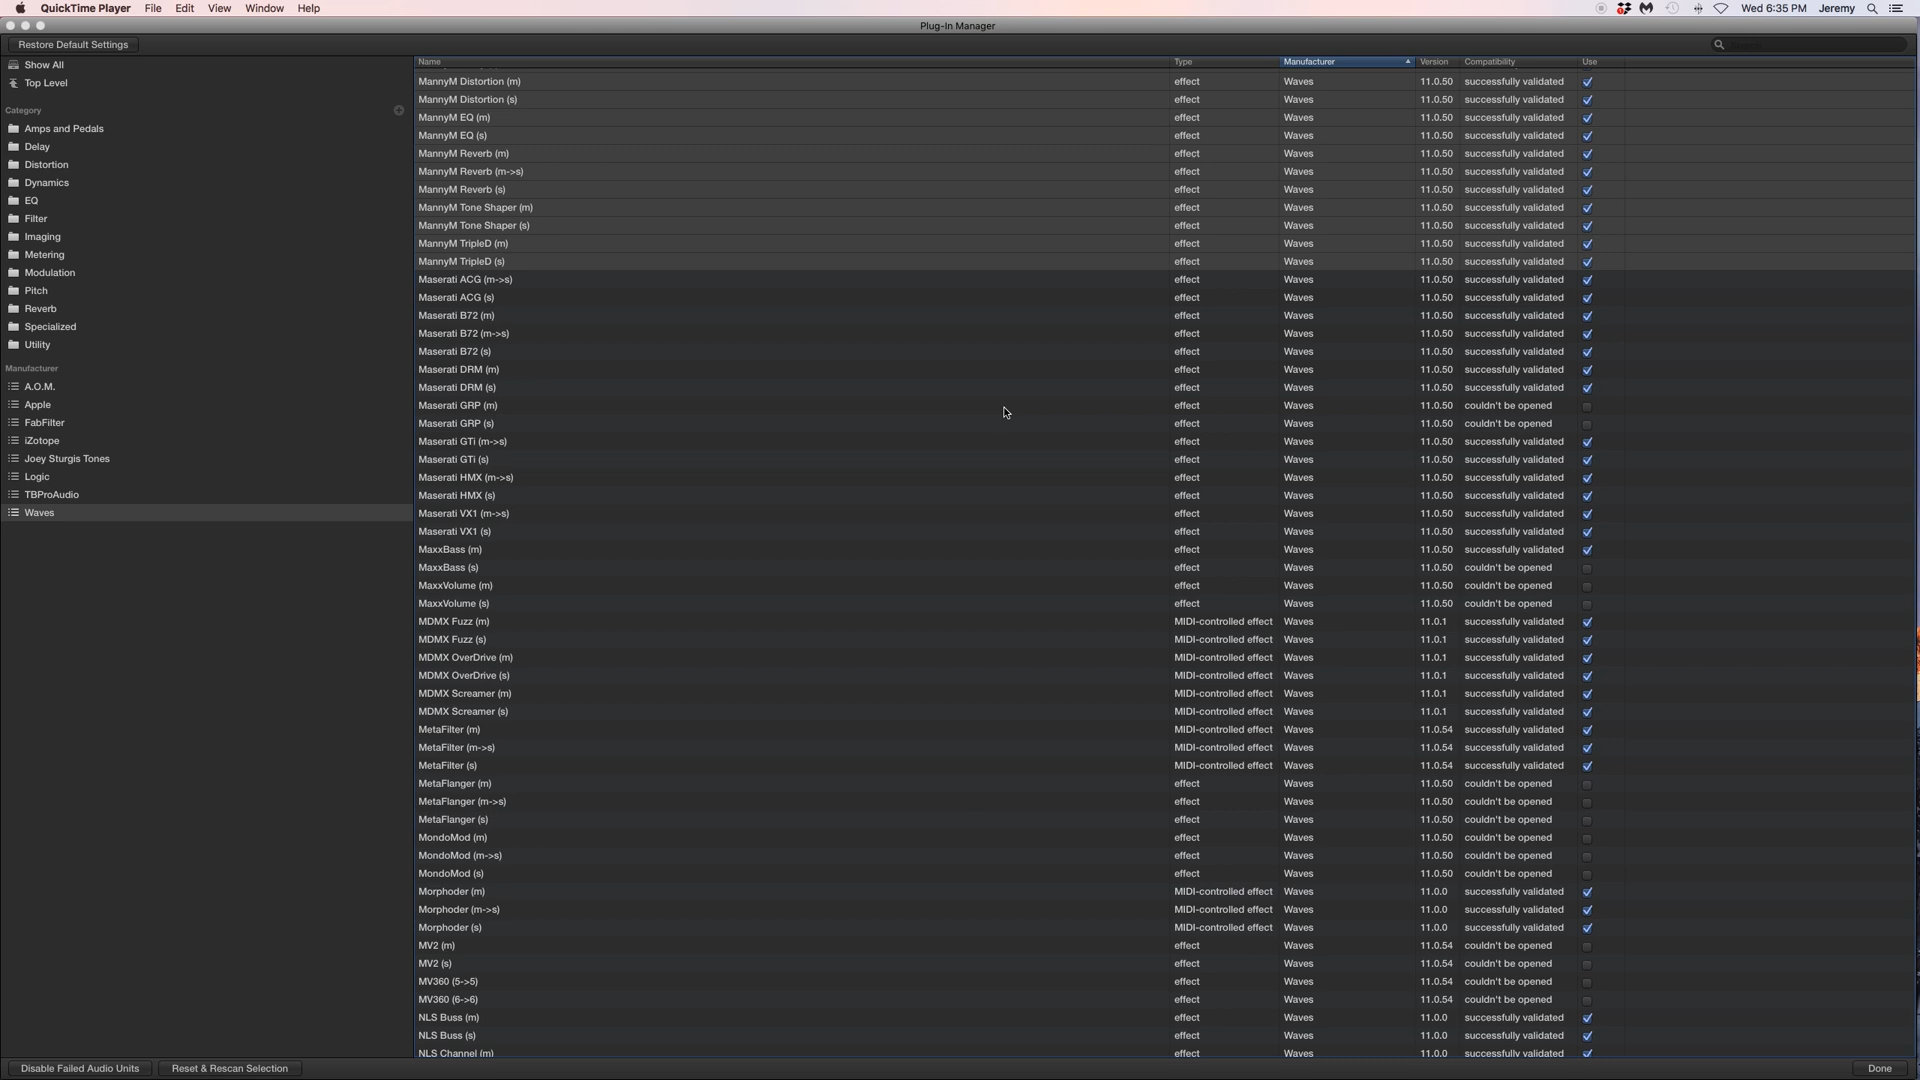 QuickTime Player File Edit View Window Help Wed 6:35 PM Jeremy
Plug-In Manager
Restore Default Settings
Show All
Top Level
Category
Amps and Pedals
Delay
Distortion
Dynamics
EQ
Filter
Imaging
Metering
Modulation
Pitch
Reverb
Specialized
Utility
Manufacturer
A.O.M.
Apple
FabFilter
iZotope
Joey Sturgis Tones
Logic
TBProAudio
Waves
Name Type Manufacturer Version Compatibility Use
MannyM Distortion (m) effect Waves 11.0.50 successfully validated
MannyM Distortion (s) effect Waves 11.0.50 successfully validated
MannyM EQ (m) effect Waves 11.0.50 successfully validated
MannyM EQ (s) effect Waves 11.0.50 successfully validated
MannyM Reverb (m) effect Waves 11.0.50 successfully validated
MannyM Reverb (m->s) effect Waves 11.0.50 successfully validated
MannyM Reverb (s) effect Waves 11.0.50 successfully validated
MannyM Tone Shaper (m) effect Waves 11.0.50 successfully validated
MannyM Tone Shaper (s) effect Waves 11.0.50 successfully validated
MannyM TripleD (m) effect Waves 11.0.50 successfully validated
MannyM TripleD (s) effect Waves 11.0.50 successfully validated
Maserati ACG (m->s) effect Waves 11.0.50 successfully validated
Maserati ACG (s) effect Waves 11.0.50 successfully validated
Maserati B72 (m) effect Waves 11.0.50 successfully validated
Maserati B72 (m->s) effect Waves 11.0.50 successfully validated
Maserati B72 (s) effect Waves 11.0.50 successfully validated
Maserati DRM (m) effect Waves 11.0.50 successfully validated
Maserati DRM (s) effect Waves 11.0.50 successfully validated
Maserati GRP (m) effect Waves 11.0.50 couldn't be opened
Maserati GRP (s) effect Waves 11.0.50 couldn't be opened
Maserati GTi (m->s) effect Waves 11.0.50 successfully validated
Maserati GTi (s) effect Waves 11.0.50 successfully validated
Maserati HMX (m->s) effect Waves 11.0.50 successfully validated
Maserati HMX (s) effect Waves 11.0.50 successfully validated
Maserati VX1 (m->s) effect Waves 11.0.50 successfully validated
Maserati VX1 (s) effect Waves 11.0.50 successfully validated
MaxxBass (m) effect Waves 11.0.50 successfully validated
MaxxBass (s) effect Waves 11.0.50 couldn't be opened
MaxxVolume (m) effect Waves 11.0.50 couldn't be opened
MaxxVolume (s) effect Waves 11.0.50 couldn't be opened
MDMX Fuzz (m) MIDI-controlled effect Waves 11.0.1 successfully validated
MDMX Fuzz (s) MIDI-controlled effect Waves 11.0.1 successfully validated
MDMX OverDrive (m) MIDI-controlled effect Waves 11.0.1 successfully validated
MDMX OverDrive (s) MIDI-controlled effect Waves 11.0.1 successfully validated
MDMX Screamer (m) MIDI-controlled effect Waves 11.0.1 successfully validated
MDMX Screamer (s) MIDI-controlled effect Waves 11.0.1 successfully validated
MetaFilter (m) MIDI-controlled effect Waves 11.0.54 successfully validated
MetaFilter (m->s) MIDI-controlled effect Waves 11.0.54 successfully validated
MetaFilter (s) MIDI-controlled effect Waves 11.0.54 successfully validated
MetaFlanger (m) effect Waves 11.0.50 couldn't be opened
MetaFlanger (m->s) effect Waves 11.0.50 couldn't be opened
MetaFlanger (s) effect Waves 11.0.50 couldn't be opened
MondoMod (m) effect Waves 11.0.50 couldn't be opened
MondoMod (m->s) effect Waves 11.0.50 couldn't be opened
MondoMod (s) effect Waves 11.0.50 couldn't be opened
Morphoder (m) MIDI-controlled effect Waves 11.0.0 successfully validated
Morphoder (m->s) MIDI-controlled effect Waves 11.0.0 successfully validated
Morphoder (s) MIDI-controlled effect Waves 11.0.0 successfully validated
MV2 (m) effect Waves 11.0.54 couldn't be opened
MV2 (s) effect Waves 11.0.54 couldn't be opened
MV360 (5->5) effect Waves 11.0.54 couldn't be opened
MV360 (6->6) effect Waves 11.0.54 couldn't be opened
NLS Buss (m) effect Waves 11.0.0 successfully validated
NLS Buss (s) effect Waves 11.0.0 successfully validated
NLS Channel (m) effect Waves 11.0.0 successfully validated
Disable Failed Audio Units Reset & Rescan Selection Done